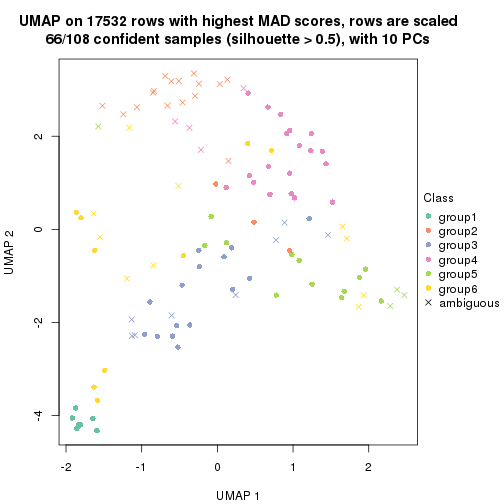 UMAP on 17532 rows with highest MAD scores, rows are scaled
66/108 confident samples (silhouette > 0.5), with 10 PCs
UMAP 2
2
0
-2
-4
-2
-1
0
1
2
UMAP 1
Class
group1
group2
group3
group4
group5
group6
ambiguous